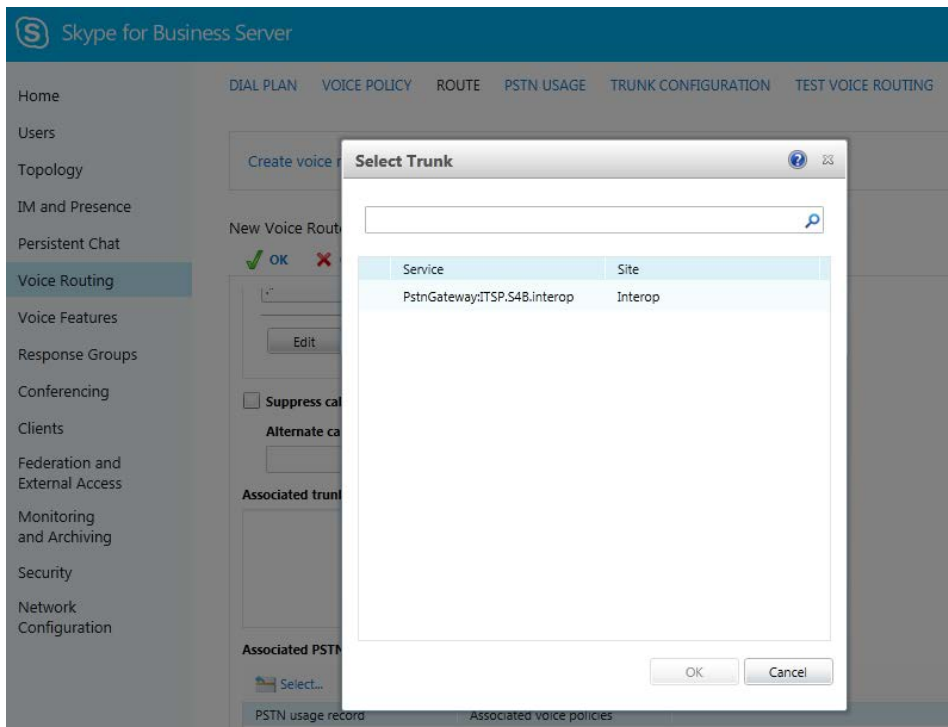 Skype for Business Server
Home
Users
Topology
IM and Presence
Persistent Chat
Voice Routing
Voice Features
Response Groups
Conferencing
Clients
Federation and
External Access
Monitoring
and Archiving
Security
Network
Configuration
DIAL PLAN VOICE POLICY ROUTE PSTN USAGE TRUNK CONFIGURATION TEST VOICE ROUTING
Create voice r
New Voice Rout
OK
Edit
Suppress cal
Alternate ca
Associated trunk
Associated PSTN
Select...
PSTN usage record Associated voice policies
Select Trunk
Service Site
PstnGateway:ITSP.S4B.interop Interop
OK Cancel